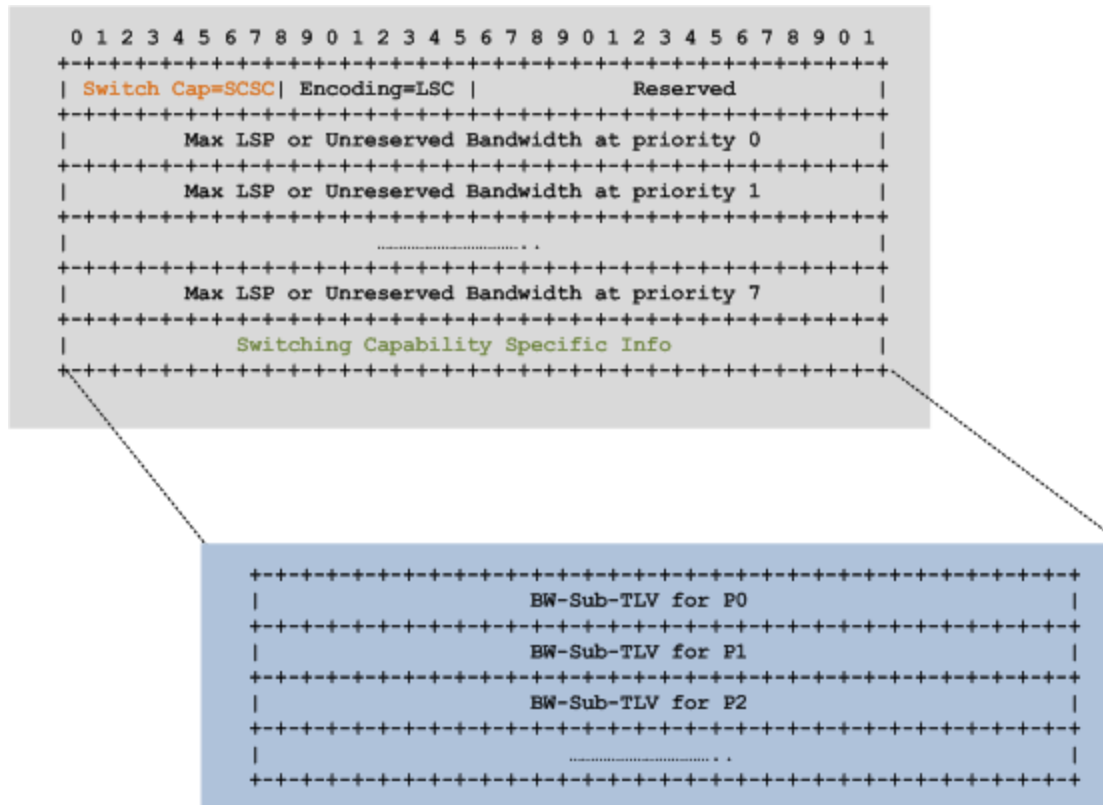 0 1 2 3 4 5 6 7 8 9 0 1 2 3 4 5 6 7 8 9 0 1 2 3 4 5 6 7 8 9 0 1
+-+-+-+-+-+-+-+-+-+-+-+-+-+-+-+-+-+-+-+-+-+-+-+-+-+-+-+-+-+-+-+-+
| Switch Cap=SCSC| Encoding=LSC | Reserved |
+-+-+-+-+-+-+-+-+-+-+-+-+-+-+-+-+-+-+-+-+-+-+-+-+-+-+-+-+-+-+-+-+
| Max LSP or Unreserved Bandwidth at priority 0 |
+-+-+-+-+-+-+-+-+-+-+-+-+-+-+-+-+-+-+-+-+-+-+-+-+-+-+-+-+-+-+-+-+
| Max LSP or Unreserved Bandwidth at priority 1 |
+-+-+-+-+-+-+-+-+-+-+-+-+-+-+-+-+-+-+-+-+-+-+-+-+-+-+-+-+-+-+-+-+
| ……………………………….. |
+-+-+-+-+-+-+-+-+-+-+-+-+-+-+-+-+-+-+-+-+-+-+-+-+-+-+-+-+-+-+-+-+
| Max LSP or Unreserved Bandwidth at priority 7 |
+-+-+-+-+-+-+-+-+-+-+-+-+-+-+-+-+-+-+-+-+-+-+-+-+-+-+-+-+-+-+-+-+
| Switching Capability Specific Info |
+-+-+-+-+-+-+-+-+-+-+-+-+-+-+-+-+-+-+-+-+-+-+-+-+-+-+-+-+-+-+-+-+
+-+-+-+-+-+-+-+-+-+-+-+-+-+-+-+-+-+-+-+-+-+-+-+-+-+-+-+-+-+-+-+-+
| BW-Sub-TLV for P0 |
+-+-+-+-+-+-+-+-+-+-+-+-+-+-+-+-+-+-+-+-+-+-+-+-+-+-+-+-+-+-+-+-+
| BW-Sub-TLV for P1 |
+-+-+-+-+-+-+-+-+-+-+-+-+-+-+-+-+-+-+-+-+-+-+-+-+-+-+-+-+-+-+-+-+
| BW-Sub-TLV for P2 |
+-+-+-+-+-+-+-+-+-+-+-+-+-+-+-+-+-+-+-+-+-+-+-+-+-+-+-+-+-+-+-+-+
| ……………………………….. |
+-+-+-+-+-+-+-+-+-+-+-+-+-+-+-+-+-+-+-+-+-+-+-+-+-+-+-+-+-+-+-+-+